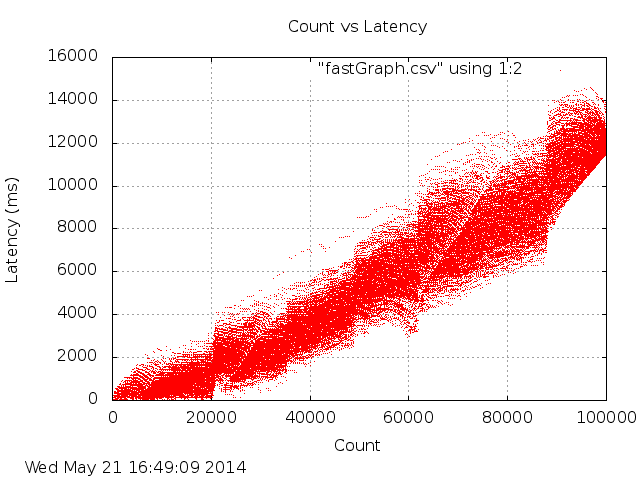 Count vs Latency
"fastGraph.csv" using 1:2
16000
14000
12000
10000
8000
6000
4000
2000
0
Latency (ms)
0 20000 40000 60000 80000 100000
Count
Wed May 21 16:49:09 2014